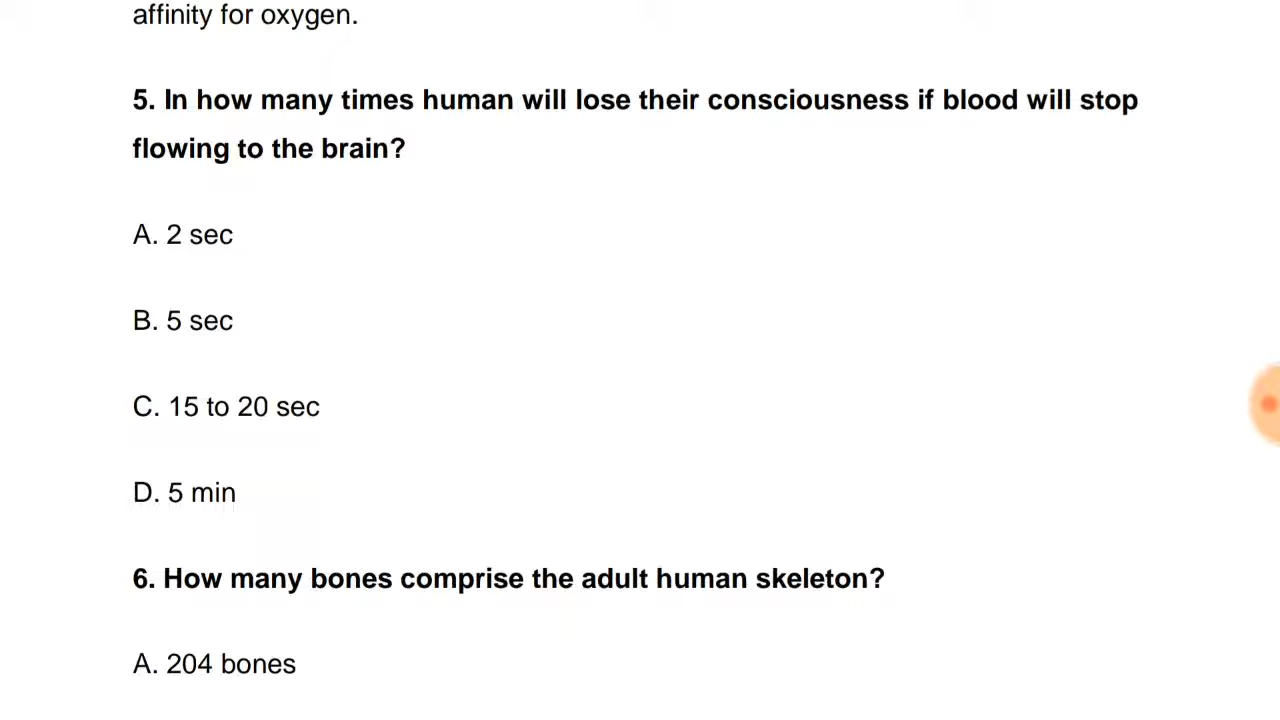 affinity for oxygen.
5. In how many times human will lose their consciousness if blood will stop
flowing to the brain?
A. 2 sec
B. 5 sec
C. 15 to 20 sec
D. 5 min
6. How many bones comprise the adult human skeleton?
A. 204 bones